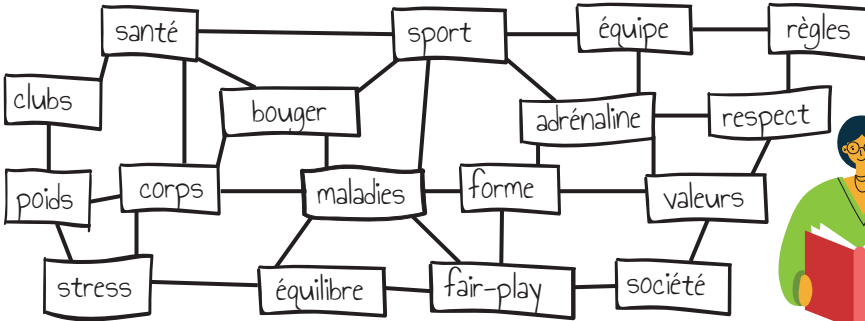 santé
sport
équipe
règles
clubs
bouger
adrénaline
respect
poids
corps
maladies
forme
valeurs
stress
équilibre
fair-play
société